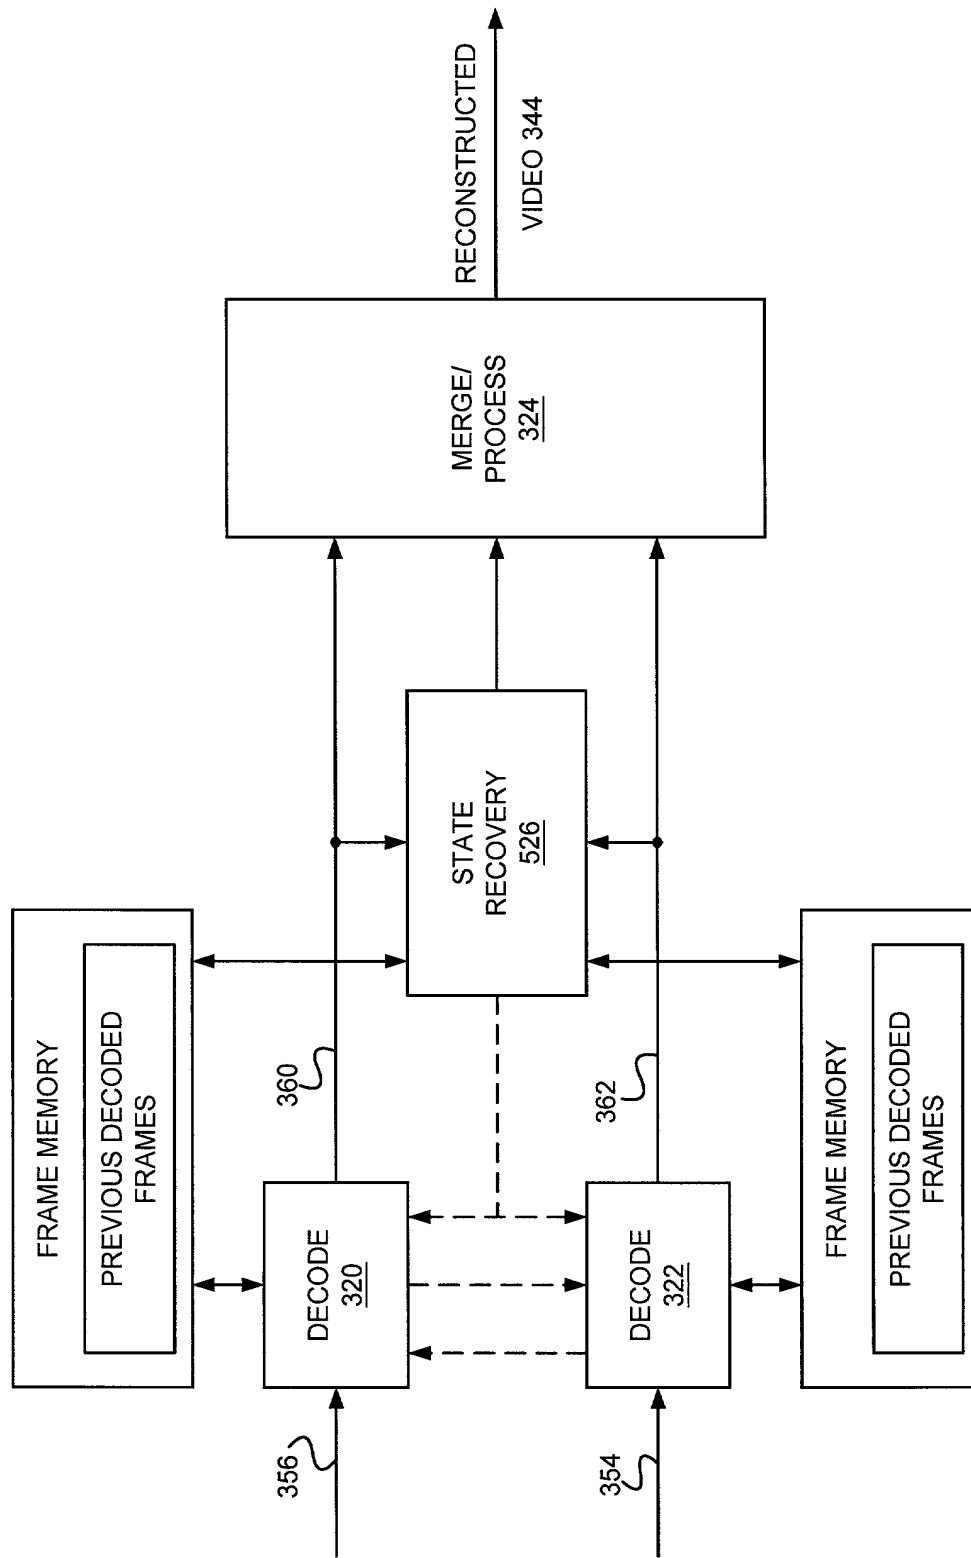 FRAME MEMORY
PREVIOUS DECODED
FRAMES
356
DECODE
320
360
STATE
RECOVERY
526
MERGE/
PROCESS
324
RECONSTRUCTED
VIDEO 344
354
DECODE
322
362
FRAME MEMORY
PREVIOUS DECODED
FRAMES